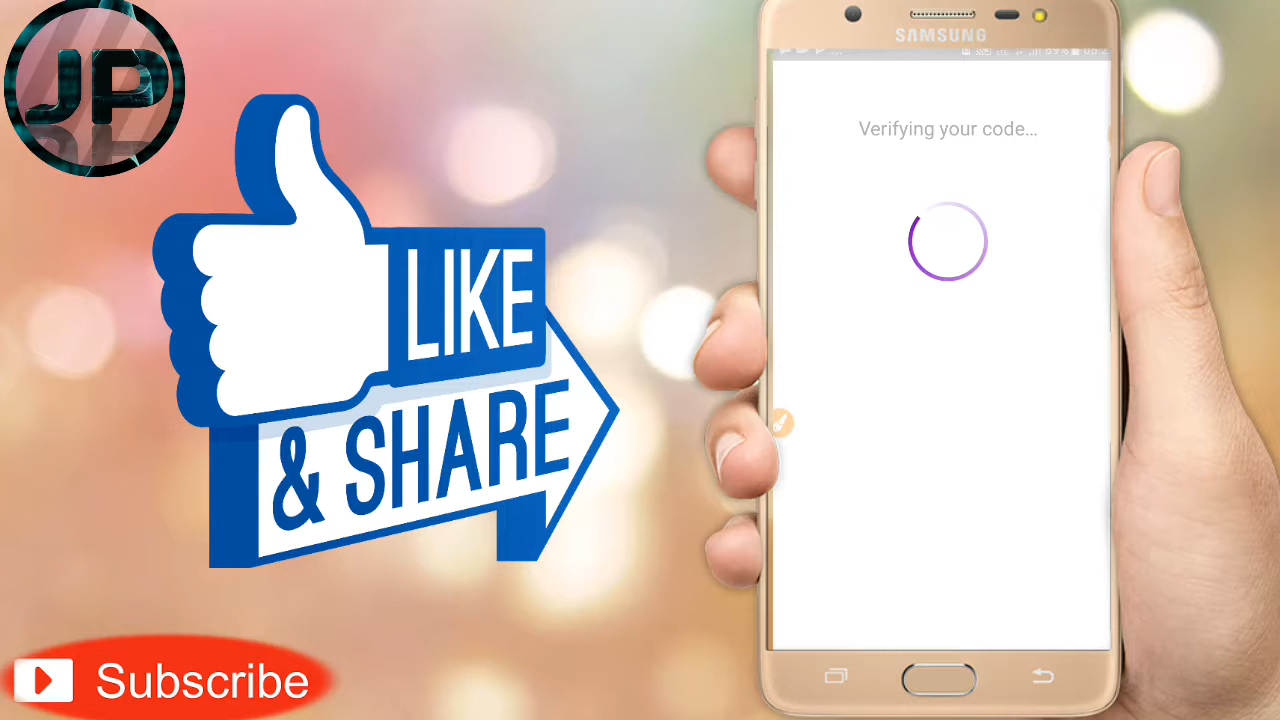 JP
SAMSUNG
Verifying your code...
LIKE
& SHARE
Subscribe